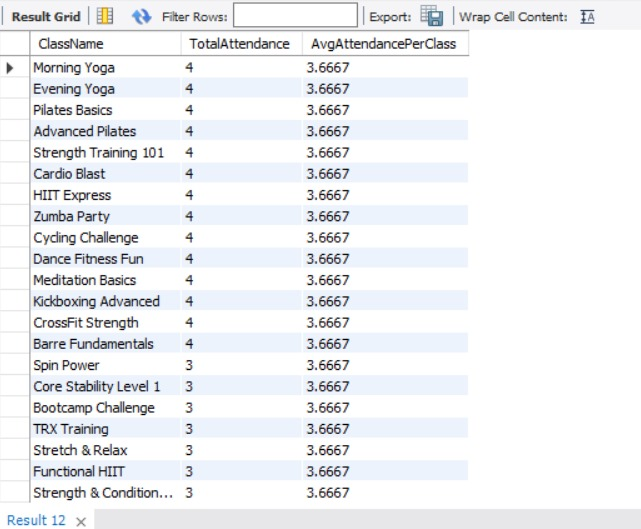 Result Grid Filter Rows: Export: Wrap Cell Content:
ClassName TotalAttendance AvgAttendancePerClass
Morning Yoga 4 3.6667
Evening Yoga 4 3.6667
Pilates Basics 4 3.6667
Advanced Pilates 4 3.6667
Strength Training 101 4 3.6667
Cardio Blast 4 3.6667
HIIT Express 4 3.6667
Zumba Party 4 3.6667
Cycling Challenge 4 3.6667
Dance Fitness Fun 4 3.6667
Meditation Basics 4 3.6667
Kickboxing Advanced 4 3.6667
CrossFit Strength 4 3.6667
Barre Fundamentals 4 3.6667
Spin Power 3 3.6667
Core Stability Level 1 3 3.6667
Bootcamp Challenge 3 3.6667
TRX Training 3 3.6667
Stretch & Relax 3 3.6667
Functional HIIT 3 3.6667
Strength & Condition... 3 3.6667
Result 12